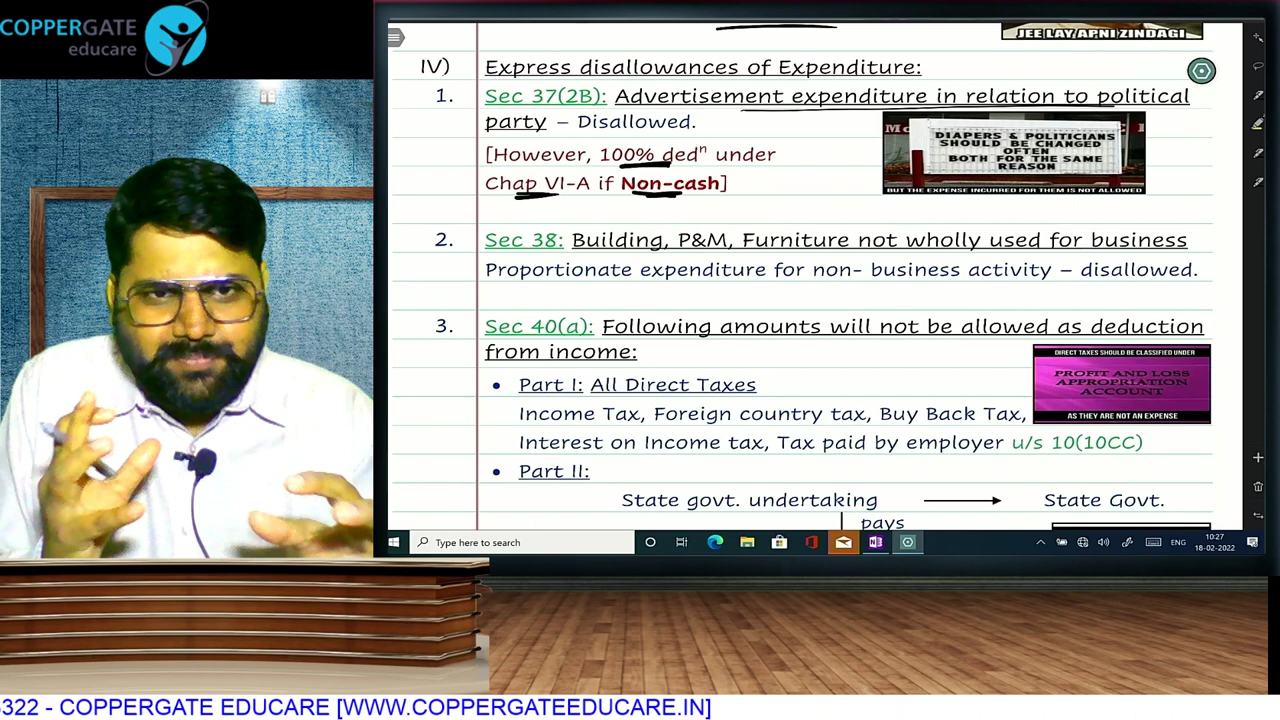 COPPERGATE
educare
JEE LAY APNI ZINDAGI
IV) Express disallowances of Expenditure:
1. Sec 37(2B): Advertisement expenditure in relation to political
party – Disallowed.
[However, 100% dedⁿ under
Chap VI-A if Non-cash]
DIAPERS & POLITICIANS
SHOULD BE CHANGED
OFTEN
BOTH FOR THE SAME
REASON
BUT THE EXPENSE INCURRED FOR THEM IS NOT ALLOWED
2. Sec 38: Building, P&M, Furniture not wholly used for business
Proportionate expenditure for non- business activity – disallowed.
3. Sec 40(a): Following amounts will not be allowed as deduction
from income:
• Part I: All Direct Taxes
Income Tax, Foreign country tax, Buy Back Tax,
Interest on Income tax, Tax paid by employer u/s 10(10CC)
DIRECT TAXES SHOULD BE CLASSIFIED UNDER
PROFIT AND LOSS
APPROPRIATION
ACCOUNT
AS THEY ARE NOT AN EXPENSE
• Part II:
State govt. undertaking → State Govt.
pays
Type here to search
ENG
10:27
18-02-2022
322 - COPPERGATE EDUCARE [WWW.COPPERGATEEDUCARE.IN]